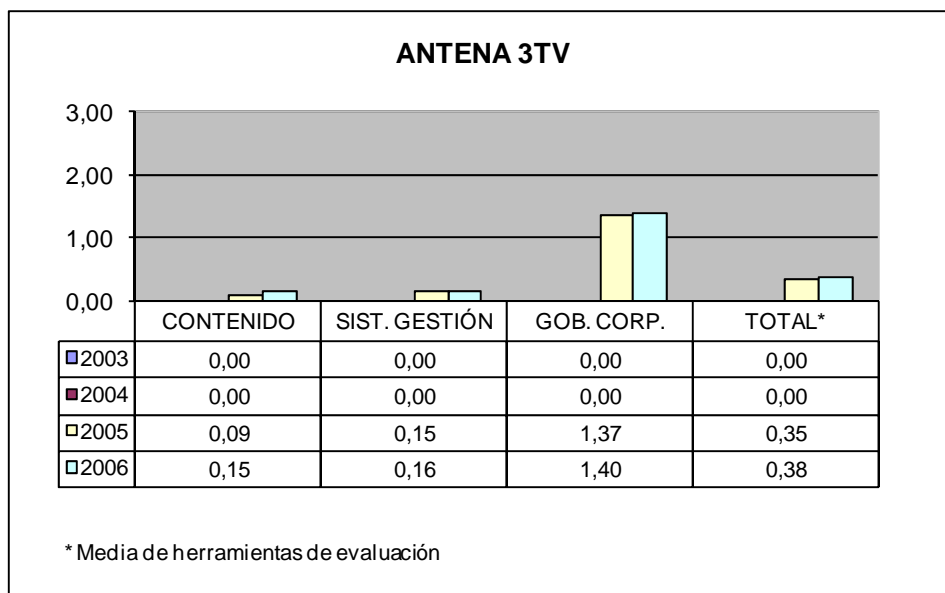 ANTENA 3TV
3,00
2,00
1,00
0,00
CONTENIDO SIST. GESTIÓN GOB. CORP. TOTAL*
2003 0,00 0,00 0,00 0,00
2004 0,00 0,00 0,00 0,00
2005 0,09 0,15 1,37 0,35
2006 0,15 0,16 1,40 0,38
* Media de herramientas de evaluación